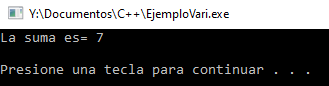 Y:\Documentos\C++\EjemploVari.exe
La suma es= 7
Presione una tecla para continuar . . .